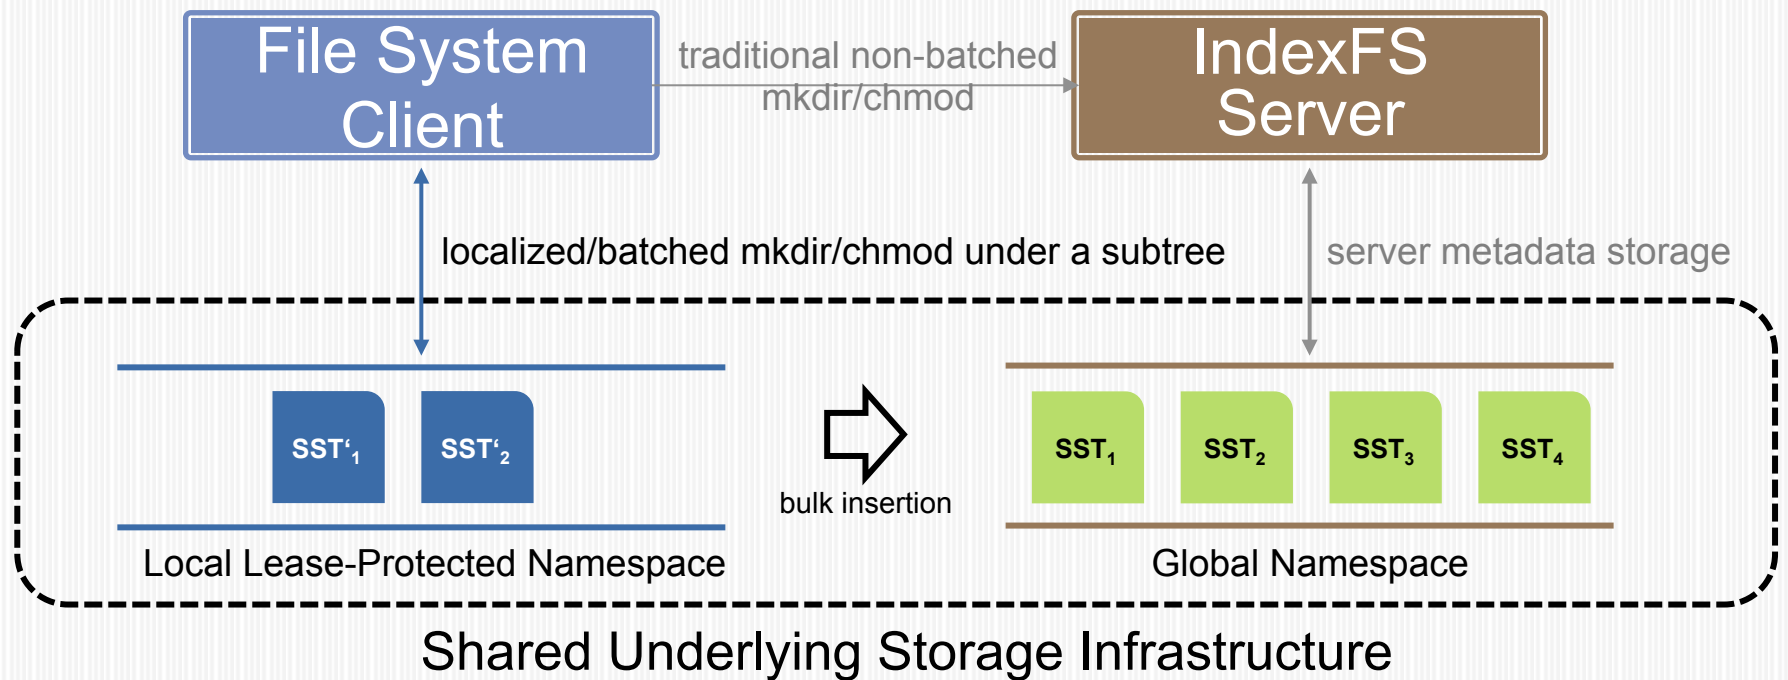 File System
Client
traditional non-batched
mkdir/chmod
IndexFS
Server
localized/batched mkdir/chmod under a subtree
server metadata storage
SST‘1
SST‘2
bulk insertion
SST1
SST2
SST3
SST4
Local Lease-Protected Namespace
Global Namespace
Shared Underlying Storage Infrastructure